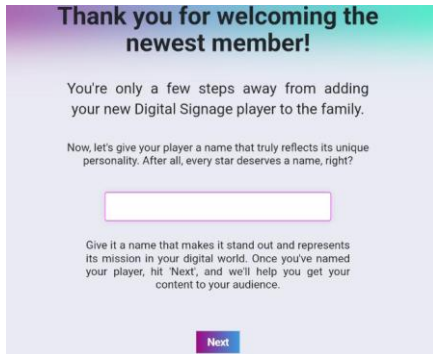 Thank you for welcoming the
newest member!
You're only a few steps away from adding
your new Digital Signage player to the family.
Now, let's give your player a name that truly reflects its unique
personality. After all, every star deserves a name, right?
Give it a name that makes it stand out and represents
its mission in your digital world. Once you've named
your player, hit 'Next', and we'll help you get your
content to your audience.
Next